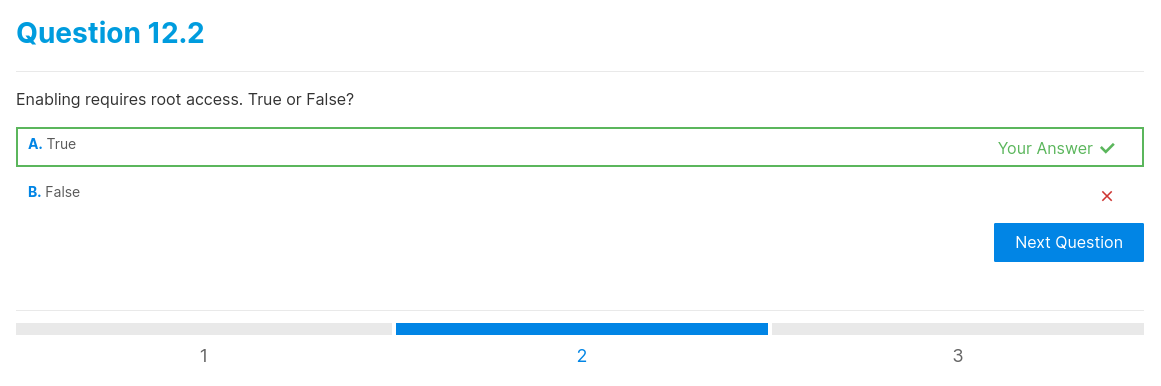 Question 12.2
Enabling requires root access. True or False?
A. True
Your Answer
B. False
Next Question
1
2
3